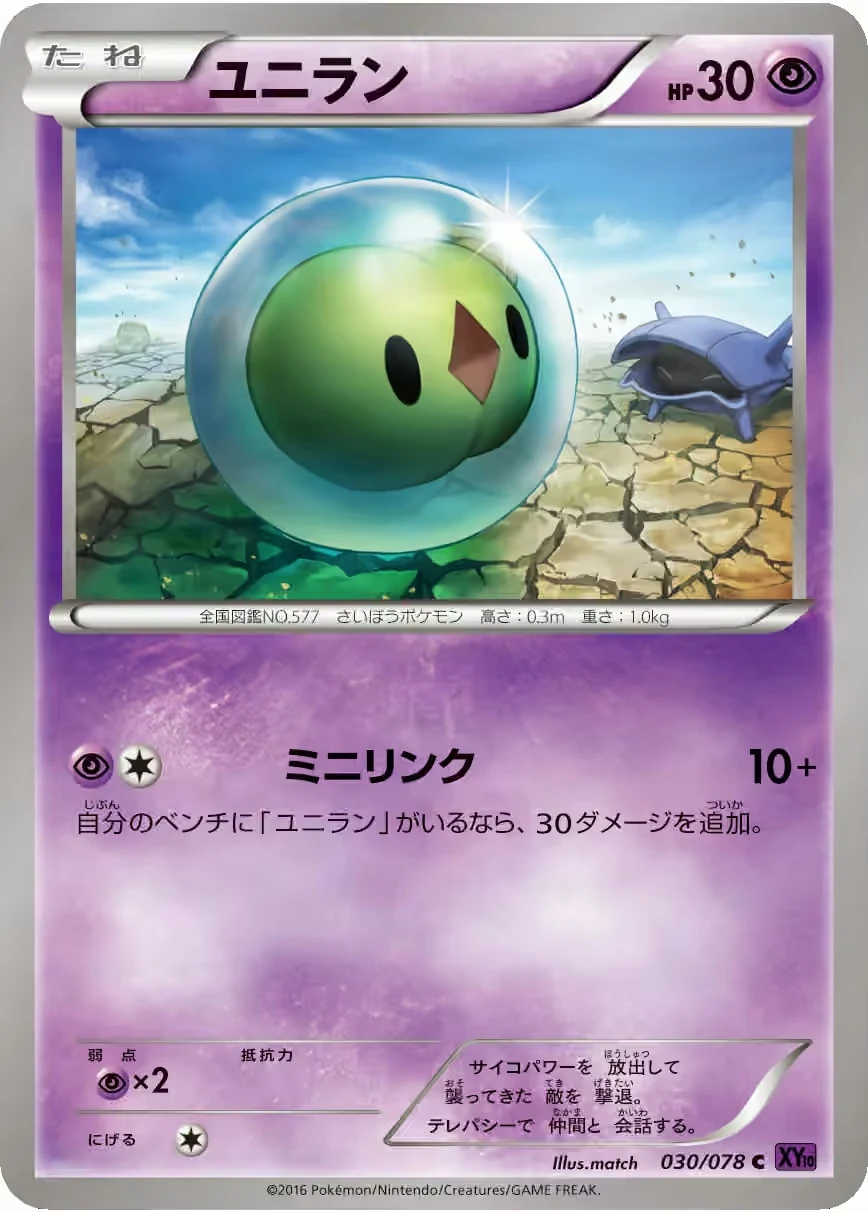 たね
ユニラン
HP30
全国図鑑NO.577 さいぼうポケモン 高さ：0.3m 重さ：1.0kg
ミニリンク 10+
自分のベンチに「ユニラン」がいるなら、30ダメージを追加。
弱点 抵抗力
×2
にげる
サイコパワーを 放出して
襲ってきた 敵を 撃退。
テレパシーで 仲間と 会話する。
Illus.match 030/078 C XY10
©2016 Pokémon/Nintendo/Creatures/GAME FREAK.